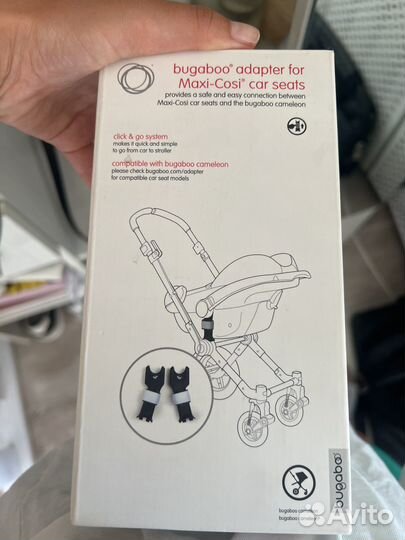 bugaboo® adapter for
Maxi-Cosi® car seats
provides a safe and easy connection between
Maxi-Cosi car seats and the bugaboo cameleon
click & go system
makes it quick and simple
to go from car to stroller
compatible with bugaboo cameleon
please check bugaboo.com/adapter
for compatible car seat models
bugaboo
bugaboo cameleon
bugaboo cameleon
Avito